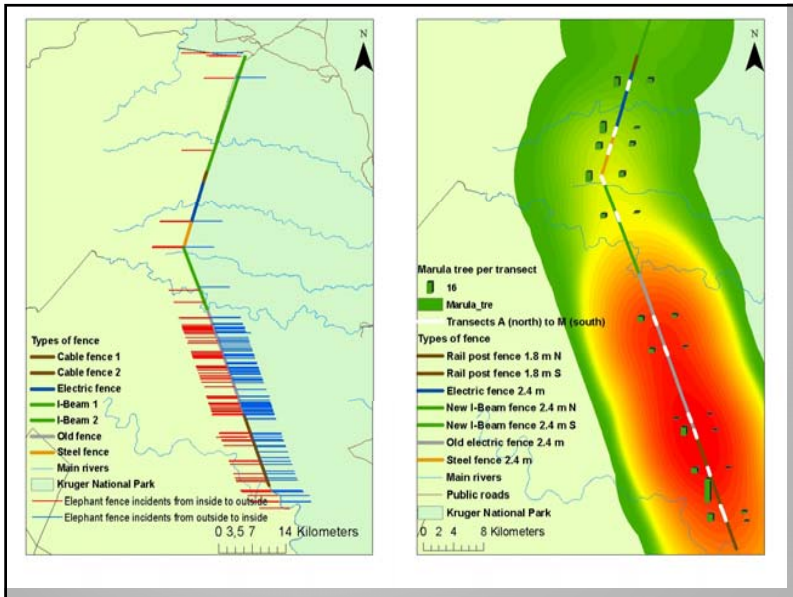 N
Types of fence
Cable fence 1
Cable fence 2
Electric fence
I-Beam 1
I-Beam 2
Old fence
Steel fence
Main rivers
Kruger National Park
Elephant fence incidents from inside to outside
Elephant fence incidents from outside to inside
0 3,5 7 14 Kilometers
N
Marula tree per transect
16
Marula_tre
Transects A (north) to M (south)
Types of fence
Rail post fence 1.8 m N
Rail post fence 1.8 m S
Electric fence 2.4 m
New I-Beam fence 2.4 m N
New I-Beam fence 2.4 m S
Old electric fence 2.4 m
Steel fence 2.4 m
Main rivers
Public roads
Kruger National Park
0 2 4 8 Kilometers